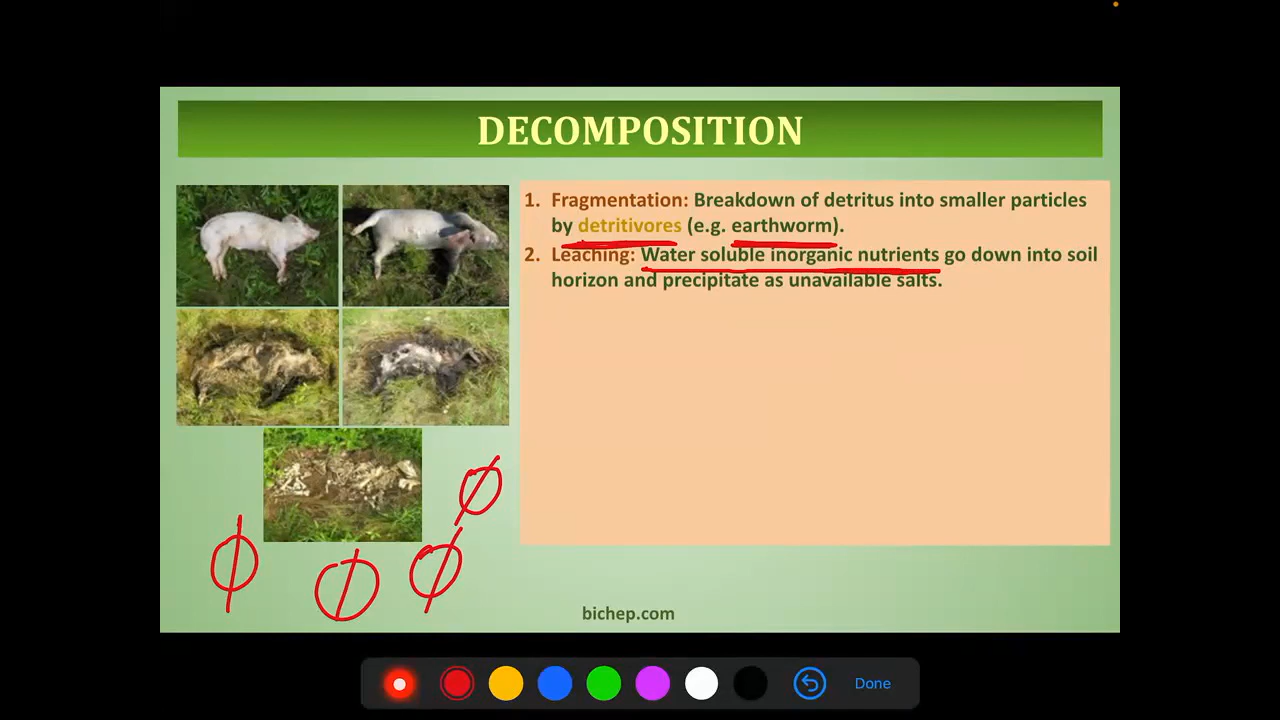 DECOMPOSITION
1. Fragmentation: Breakdown of detritus into smaller particles
by detritivores (e.g. earthworm).
2. Leaching: Water soluble inorganic nutrients go down into soil
horizon and precipitate as unavailable salts.
bichep.com
Done